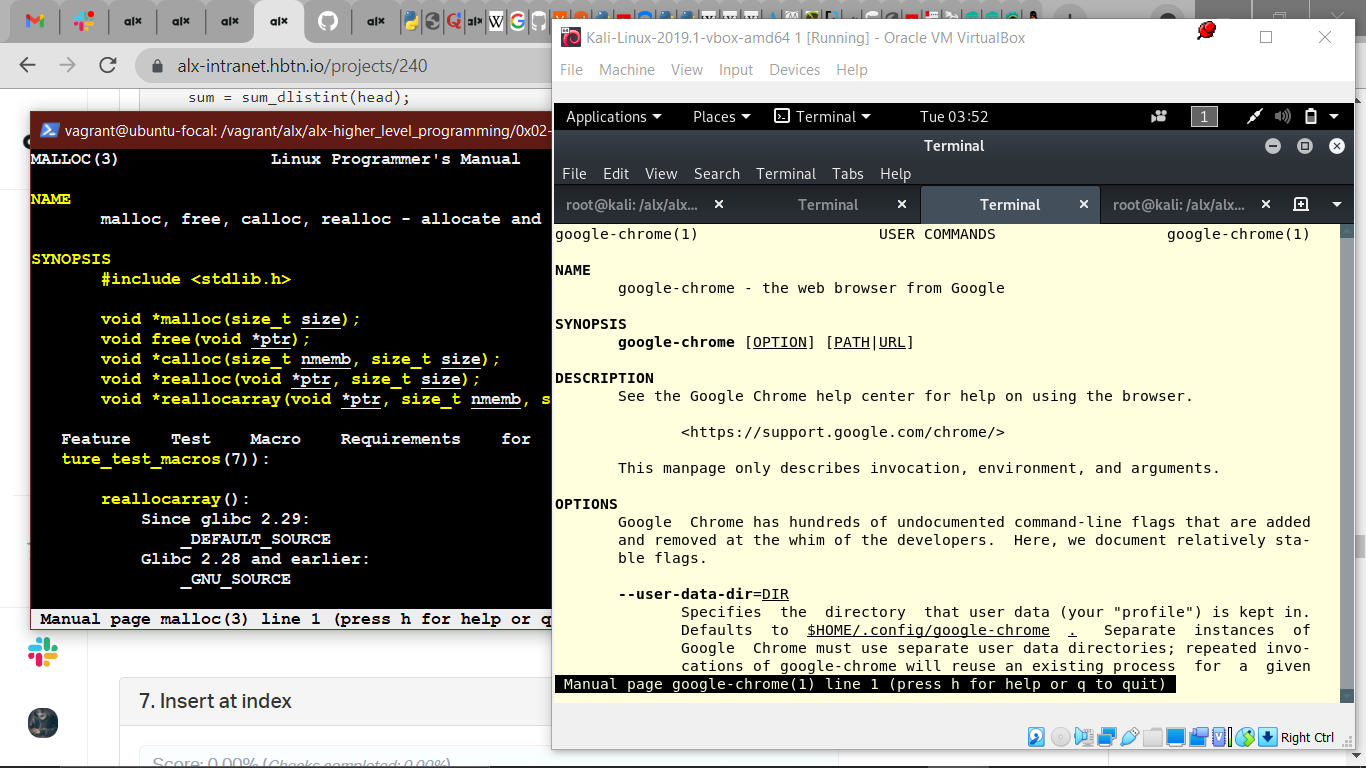 alx
alx
alx
alx
alx
alx-intranet.hbtn.io/projects/240
sum = sum_dlistint(head);
vagrant@ubuntu-focal: /vagrant/alx/alx-higher_level_programming/0x02-
MALLOC(3) Linux Programmer's Manual
NAME
malloc, free, calloc, realloc - allocate and
SYNOPSIS
#include <stdlib.h>
void *malloc(size_t size);
void free(void *ptr);
void *calloc(size_t nmemb, size_t size);
void *realloc(void *ptr, size_t size);
void *reallocarray(void *ptr, size_t nmemb, s
Feature Test Macro Requirements for
ture_test_macros(7)):
reallocarray():
Since glibc 2.29:
_DEFAULT_SOURCE
Glibc 2.28 and earlier:
_GNU_SOURCE
Manual page malloc(3) line 1 (press h for help or q
7. Insert at index
Score: 0.00% (Checks completed: 0.00%)
Kali-Linux-2019.1-vbox-amd64 1 [Running] - Oracle VM VirtualBox
File Machine View Input Devices Help
Applications Places Terminal Tue 03:52 1
Terminal
File Edit View Search Terminal Tabs Help
root@kali: /alx/alx... Terminal Terminal root@kali: /alx/alx...
google-chrome(1) USER COMMANDS google-chrome(1)
NAME
google-chrome - the web browser from Google
SYNOPSIS
google-chrome [OPTION] [PATH|URL]
DESCRIPTION
See the Google Chrome help center for help on using the browser.
<https://support.google.com/chrome/>
This manpage only describes invocation, environment, and arguments.
OPTIONS
Google Chrome has hundreds of undocumented command-line flags that are added
and removed at the whim of the developers. Here, we document relatively sta-
ble flags.
--user-data-dir=DIR
Specifies the directory that user data (your "profile") is kept in.
Defaults to $HOME/.config/google-chrome . Separate instances of
Google Chrome must use separate user data directories; repeated invo-
cations of google-chrome will reuse an existing process for a given
Manual page google-chrome(1) line 1 (press h for help or q to quit)
Right Ctrl